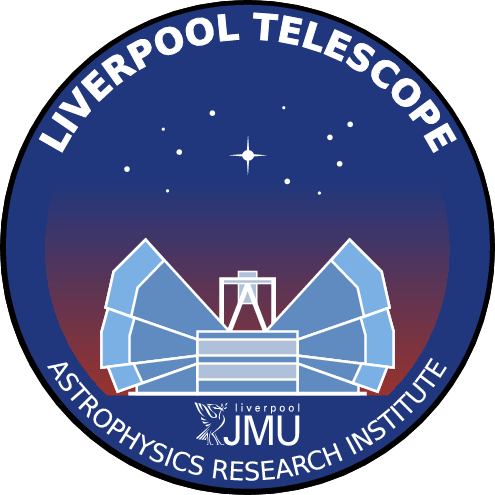 LIVERPOOL TELESCOPE
liverpool
JMU
ASTROPHYSICS RESEARCH INSTITUTE